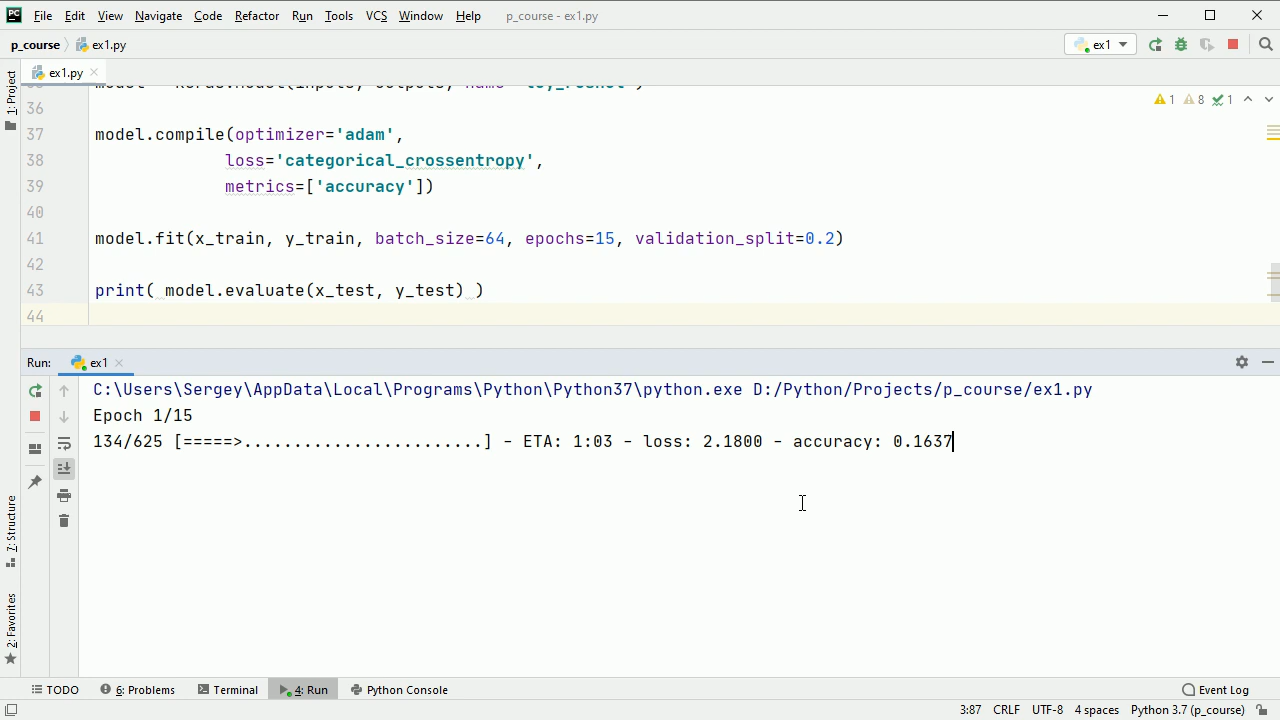 PC File Edit View Navigate Code Refactor Run Tools VCS Window Help p_course - ex1.py
p_course ex1.py ex1
1: Project
ex1.py
1 8 1
36
37 model.compile(optimizer='adam',
38 loss='categorical_crossentropy',
39 metrics=['accuracy'])
40
41 model.fit(x_train, y_train, batch_size=64, epochs=15, validation_split=0.2)
42
43 print( model.evaluate(x_test, y_test) )
44
Run: ex1
C:\Users\Sergey\AppData\Local\Programs\Python\Python37\python.exe D:/Python/Projects/p_course/ex1.py
Epoch 1/15
134/625 [=====>........................] - ETA: 1:03 - loss: 2.1800 - accuracy: 0.1637
7: Structure
2: Favorites
TODO 6: Problems Terminal 4: Run Python Console Event Log
3:87 CRLF UTF-8 4 spaces Python 3.7 (p_course)